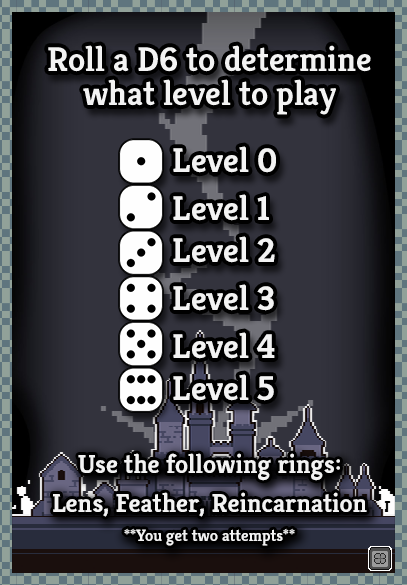 Roll a D6 to determine
what level to play
Level 0
Level 1
Level 2
Level 3
Level 4
Level 5
Use the following rings:
Lens, Feather, Reincarnation
**You get two attempts**